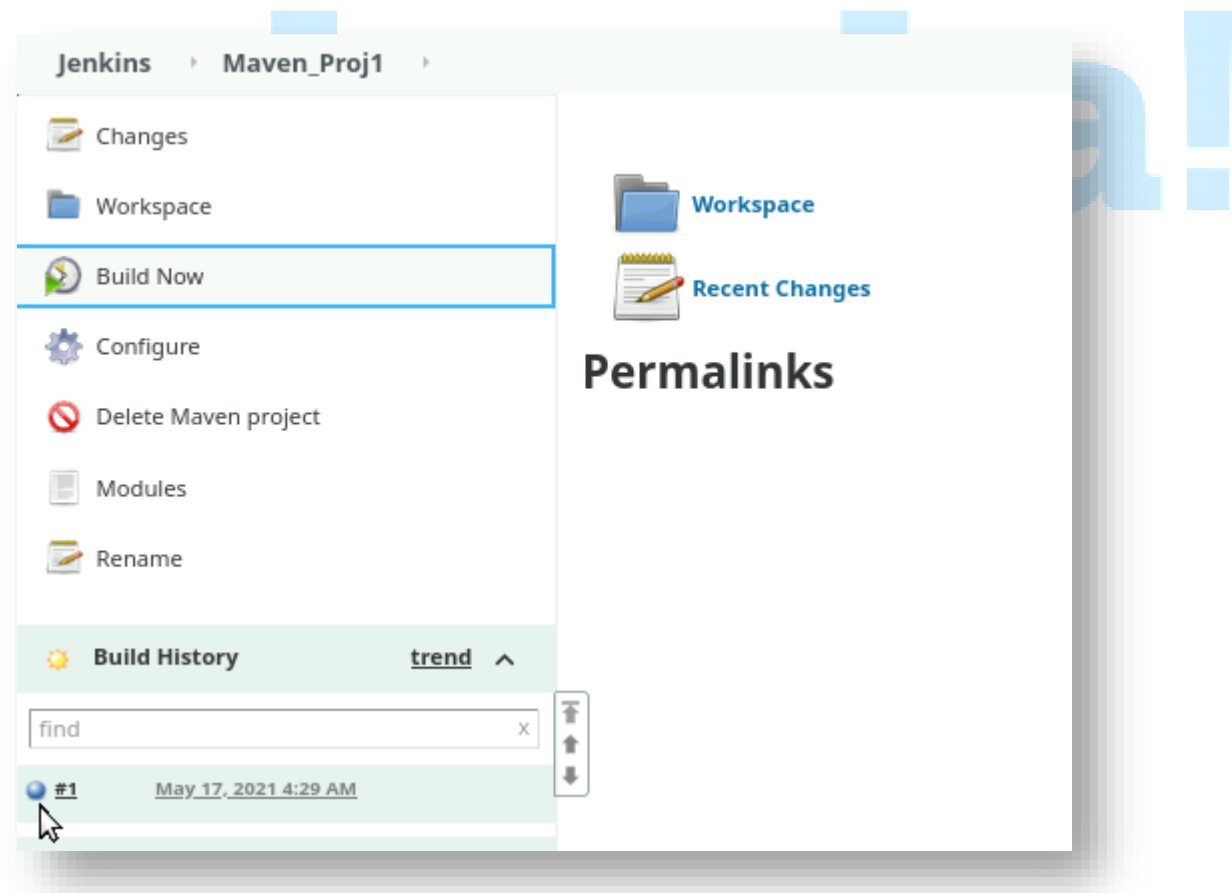 Jenkins Maven_Proj1
Changes
Workspace
Build Now
Configure
Delete Maven project
Modules
Rename
Build History trend
find x
#1 May 17, 2021 4:29 AM
Workspace
Recent Changes
Permalinks
a!